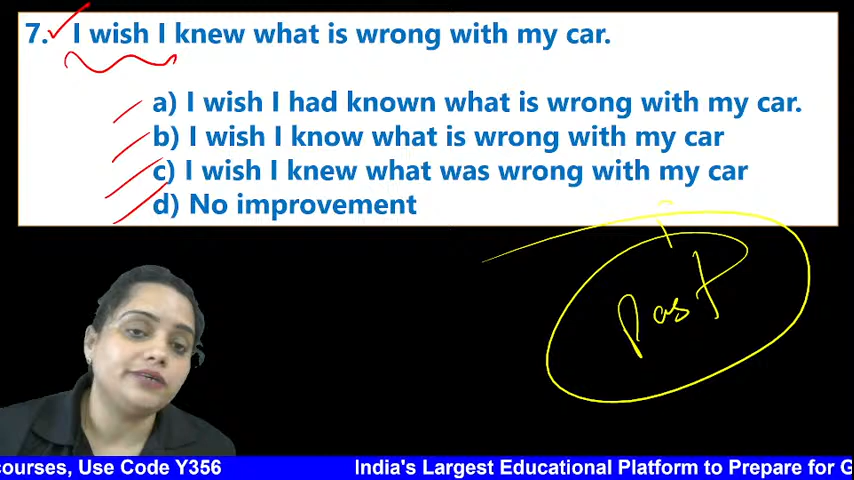 7. I wish I knew what is wrong with my car.
a) I wish I had known what is wrong with my car.
b) I wish I know what is wrong with my car
c) I wish I knew what was wrong with my car
d) No improvement
Past
courses, Use Code Y356 India's Largest Educational Platform to Prepare for G